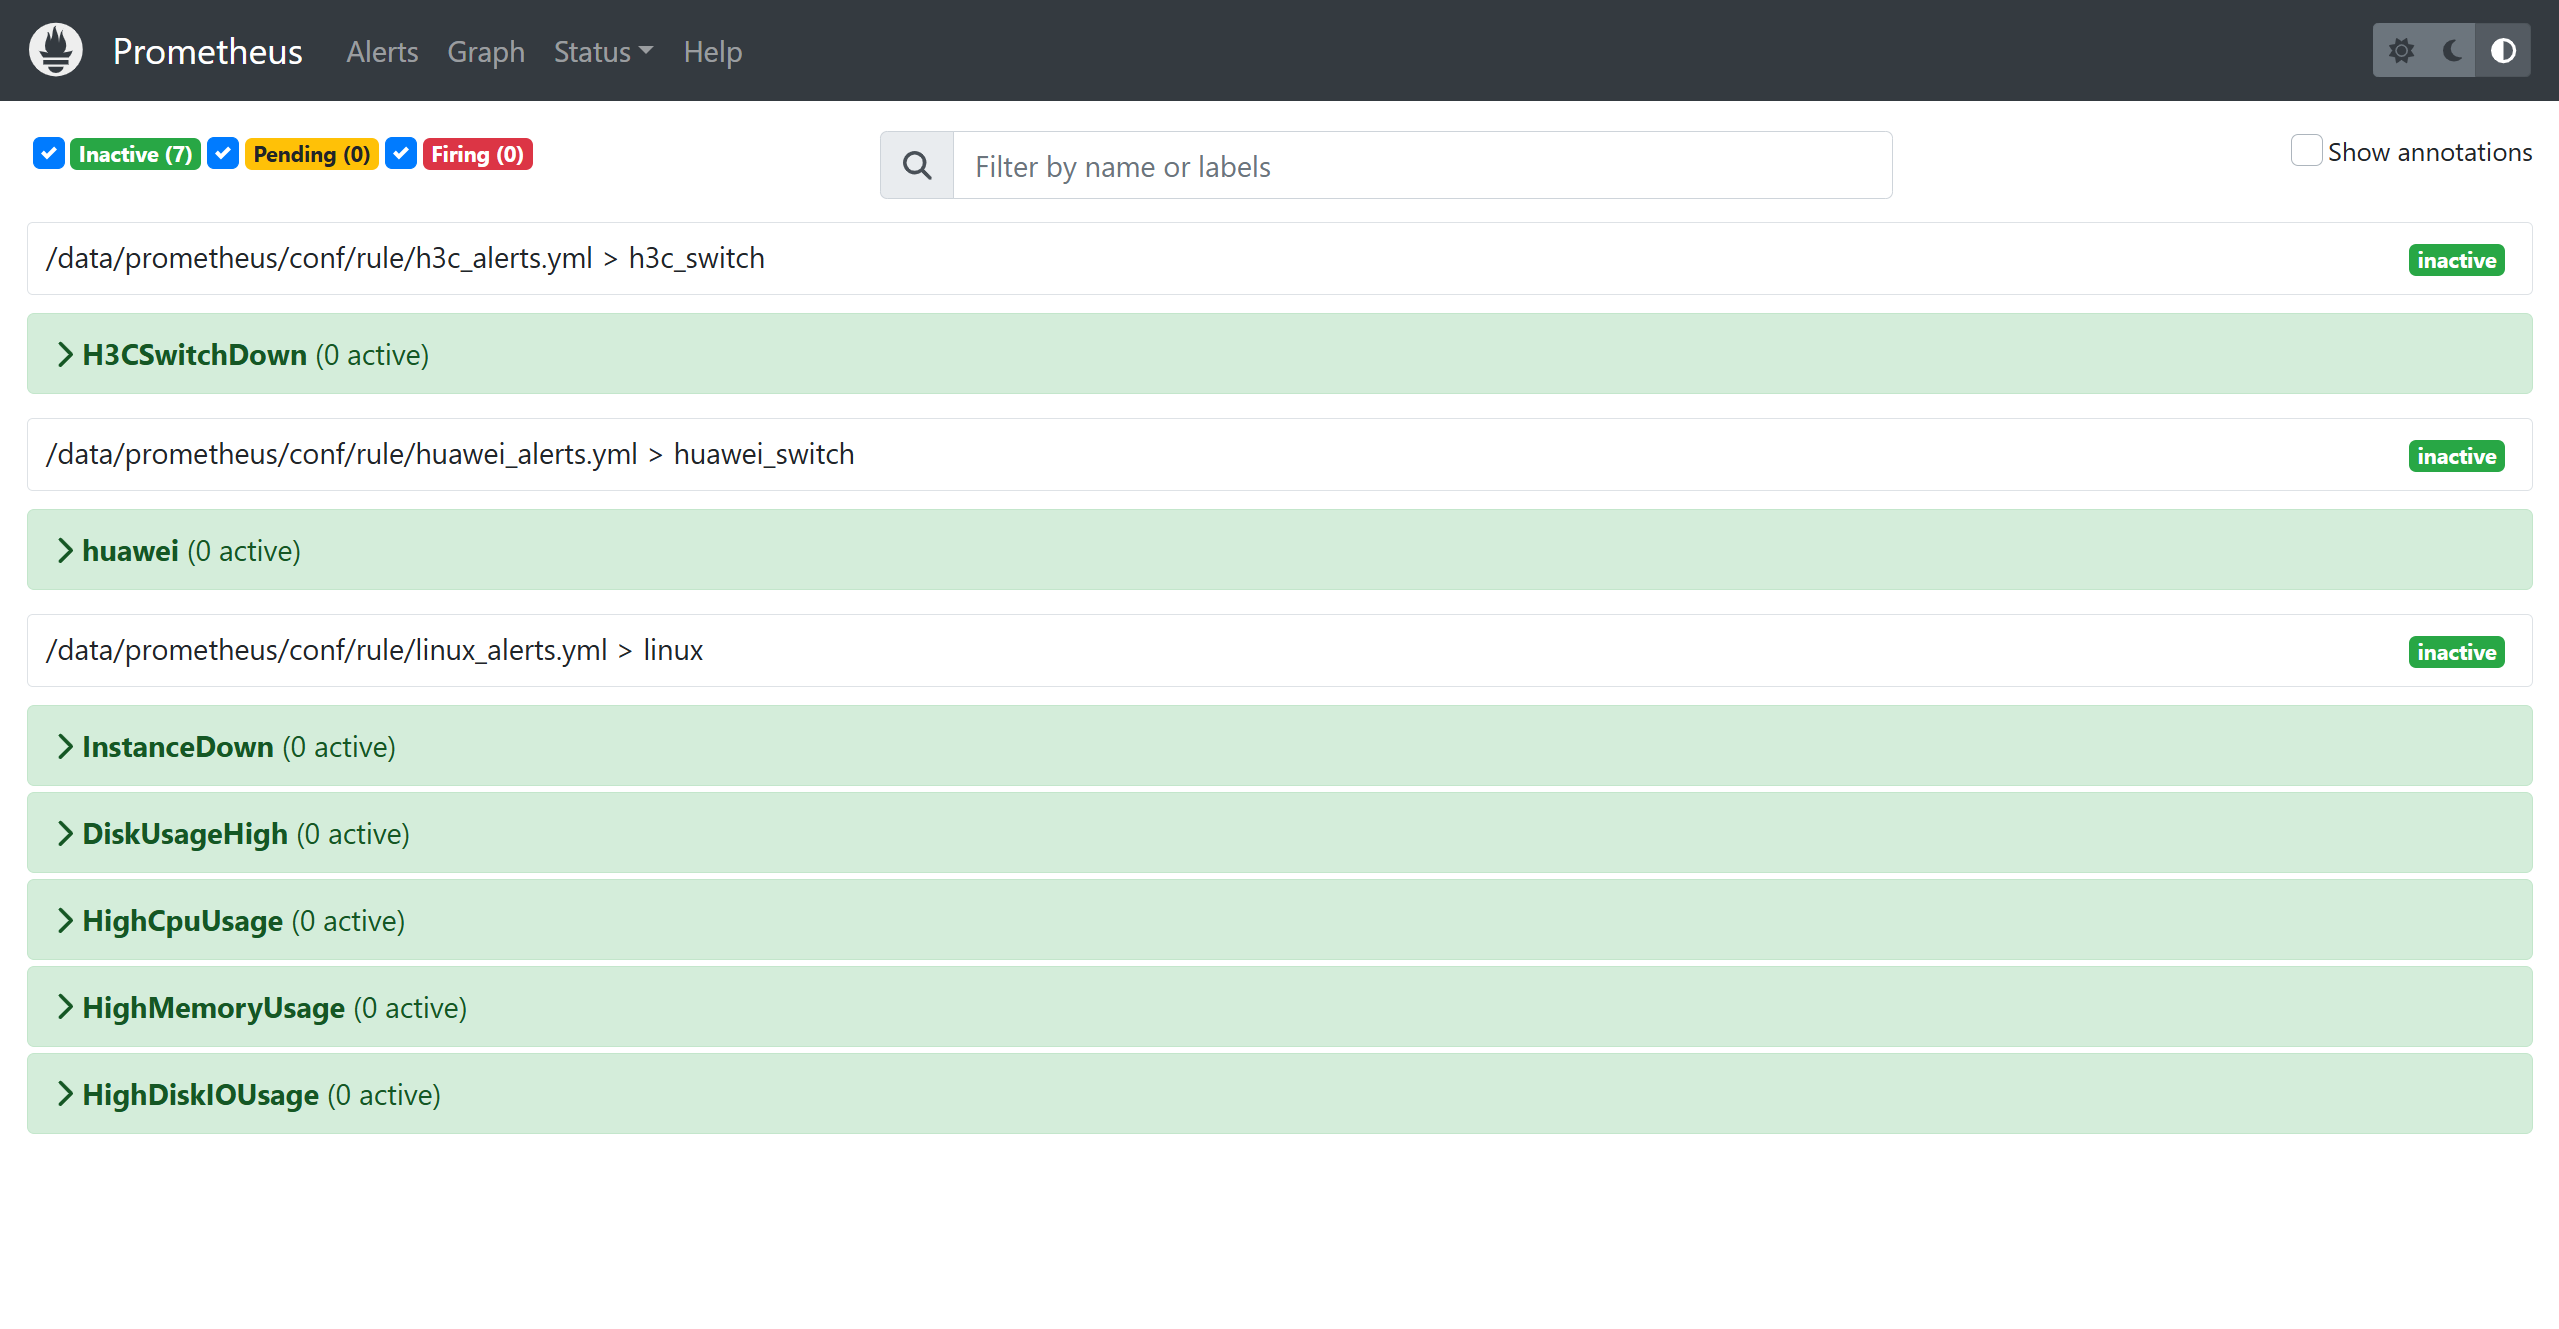 Prometheus Alerts Graph Status Help
Inactive (7) Pending (0) Firing (0) Filter by name or labels Show annotations
/data/prometheus/conf/rule/h3c_alerts.yml > h3c_switch inactive
H3CSwitchDown (0 active)
/data/prometheus/conf/rule/huawei_alerts.yml > huawei_switch inactive
huawei (0 active)
/data/prometheus/conf/rule/linux_alerts.yml > linux inactive
InstanceDown (0 active)
DiskUsageHigh (0 active)
HighCpuUsage (0 active)
HighMemoryUsage (0 active)
HighDiskIOUsage (0 active)